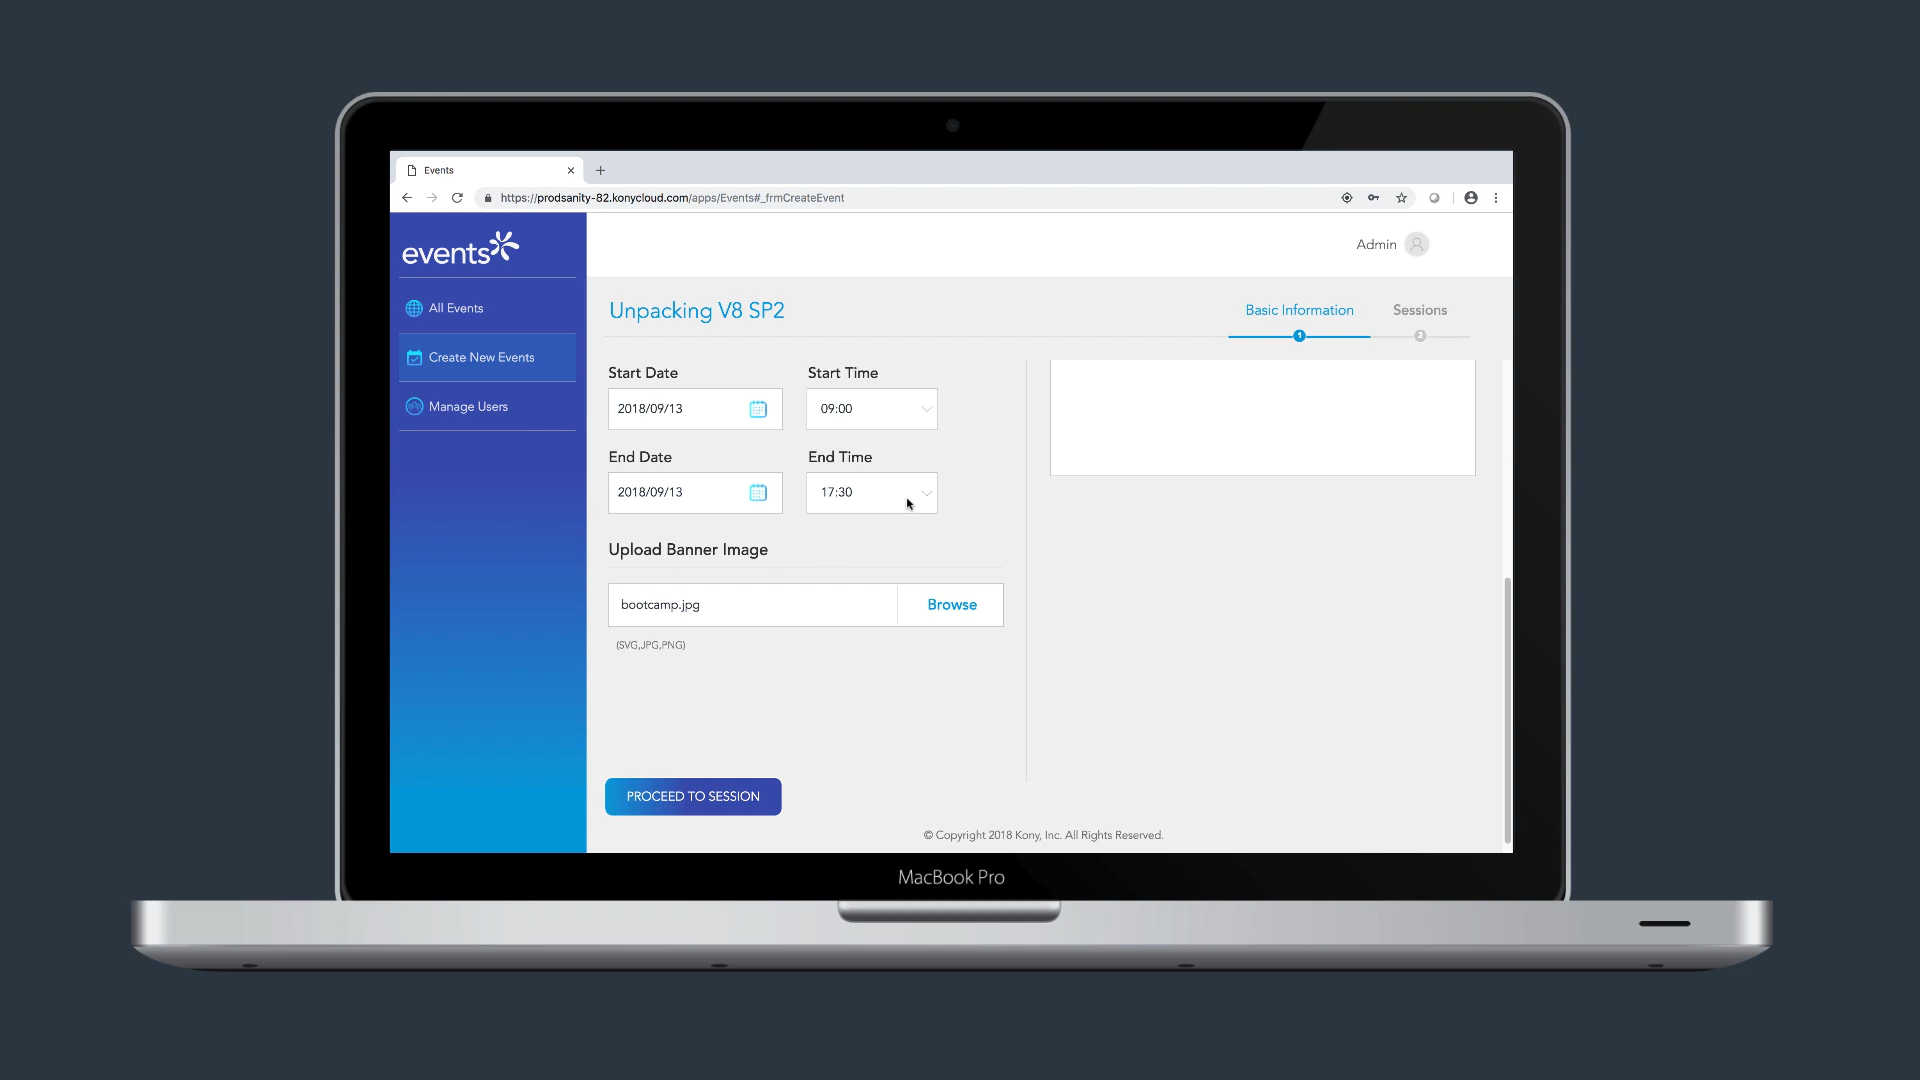 Events
https://prodsanity-82.konycloud.com/apps/Events#_frmCreateEvent
events
Admin
All Events
Create New Events
Manage Users
Unpacking V8 SP2
Basic Information
Sessions
1
2
Start Date
Start Time
2018/09/13
09:00
End Date
End Time
2018/09/13
17:30
Upload Banner Image
bootcamp.jpg
Browse
(SVG,JPG,PNG)
PROCEED TO SESSION
© Copyright 2018 Kony, Inc. All Rights Reserved.
MacBook Pro